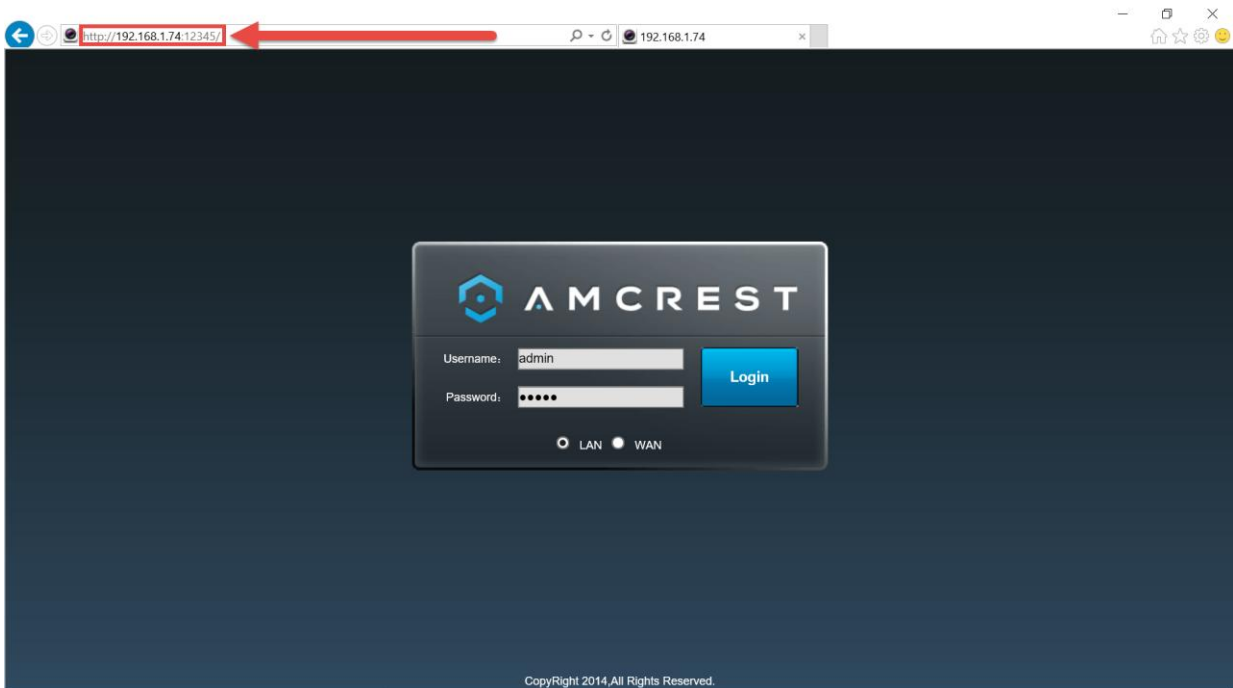 http://192.168.1.74:12345/
192.168.1.74
AMCREST
Username:
admin
Password:
Login
LAN
WAN
CopyRight 2014,All Rights Reserved.